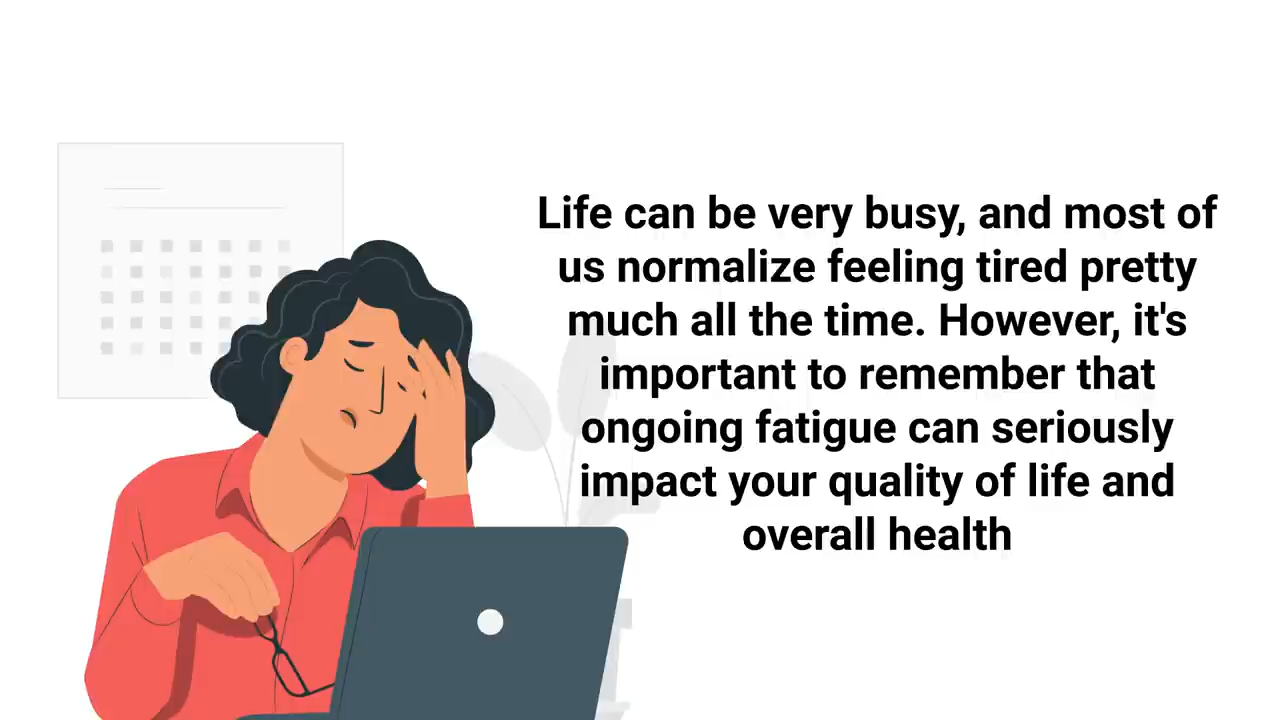 Life can be very busy, and most of
us normalize feeling tired pretty
much all the time. However, it's
important to remember that
ongoing fatigue can seriously
impact your quality of life and
overall health